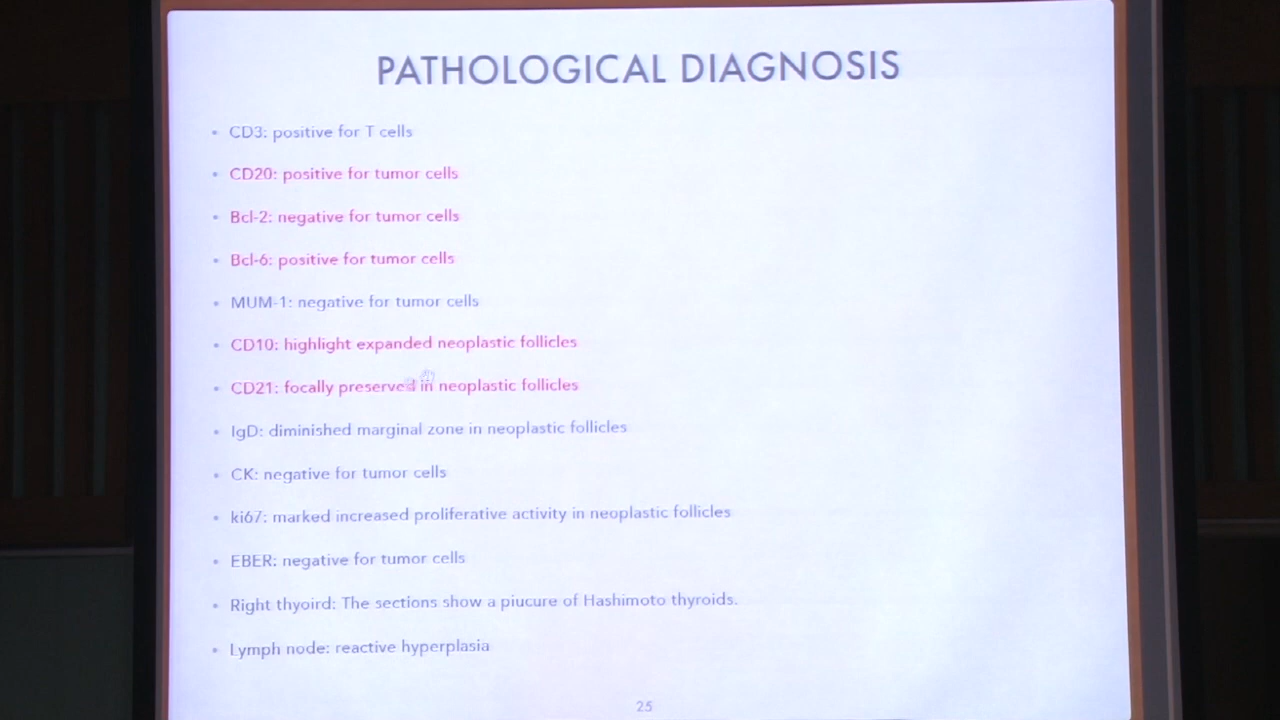 PATHOLOGICAL DIAGNOSIS
• CD3: positive for T cells
• CD20: positive for tumor cells
• Bcl-2: negative for tumor cells
• Bcl-6: positive for tumor cells
• MUM-1: negative for tumor cells
• CD10: highlight expanded neoplastic follicles
• CD21: focally preserved in neoplastic follicles
• IgD: diminished marginal zone in neoplastic follicles
• CK: negative for tumor cells
• ki67: marked increased proliferative activity in neoplastic follicles
• EBER: negative for tumor cells
• Right thyoird: The sections show a piucure of Hashimoto thyroids.
• Lymph node: reactive hyperplasia
25